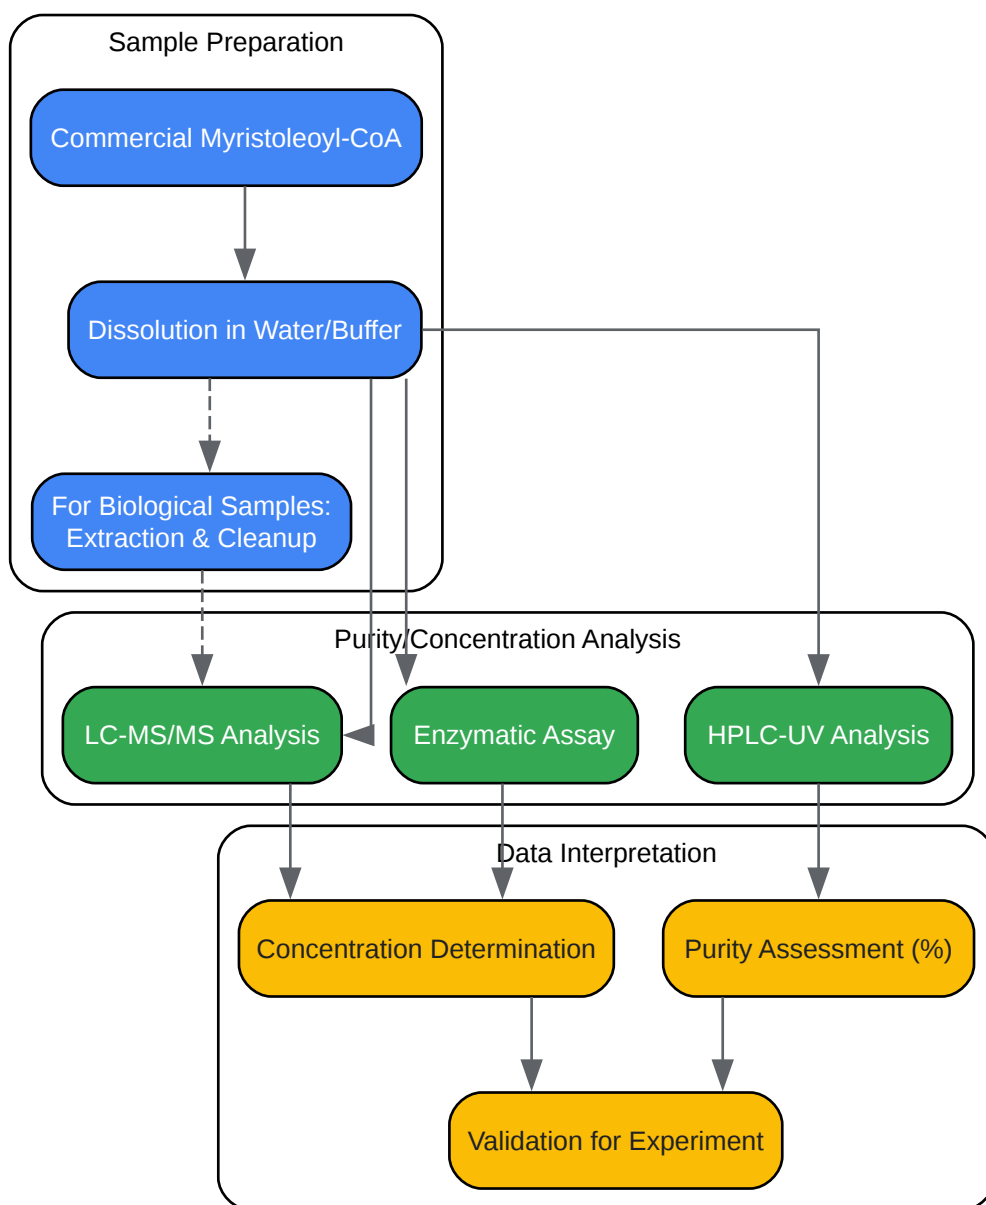 Sample Preparation
Commercial Myristoleoyl-CoA
Dissolution in Water/Buffer
For Biological Samples:
Extraction & Cleanup
Purity/Concentration Analysis
LC-MS/MS Analysis
Enzymatic Assay
HPLC-UV Analysis
Data Interpretation
Concentration Determination
Purity Assessment (%)
Validation for Experiment